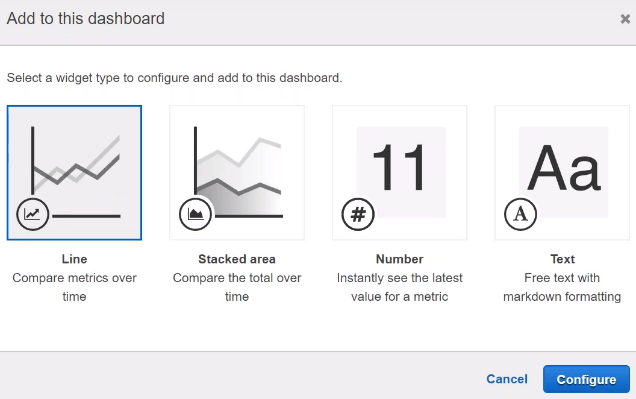 Add to this dashboard
×
Select a widget type to configure and add to this dashboard.
11
#
Aa
A
Line
Compare metrics over
time
Stacked area
Compare the total over
time
Number
Instantly see the latest
value for a metric
Text
Free text with
markdown formatting
Cancel
Configure